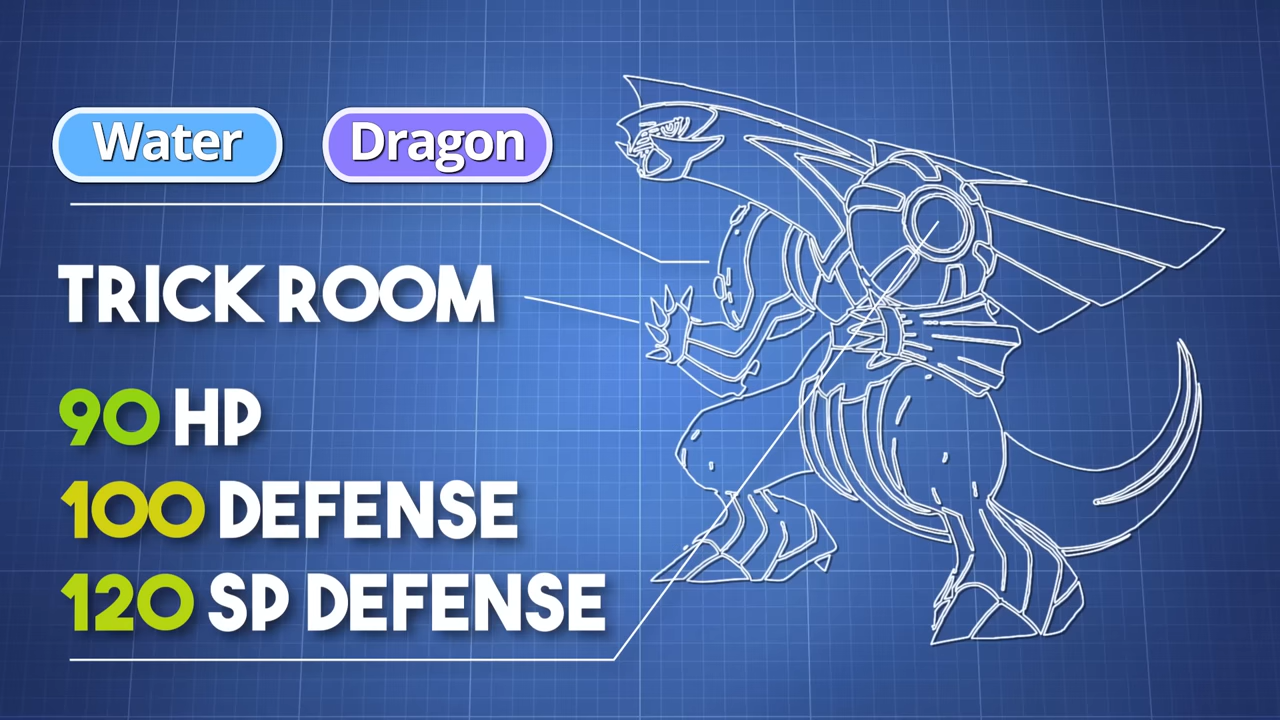 Water Dragon
TRICK ROOM
90 HP
100 DEFENSE
120 SP DEFENSE